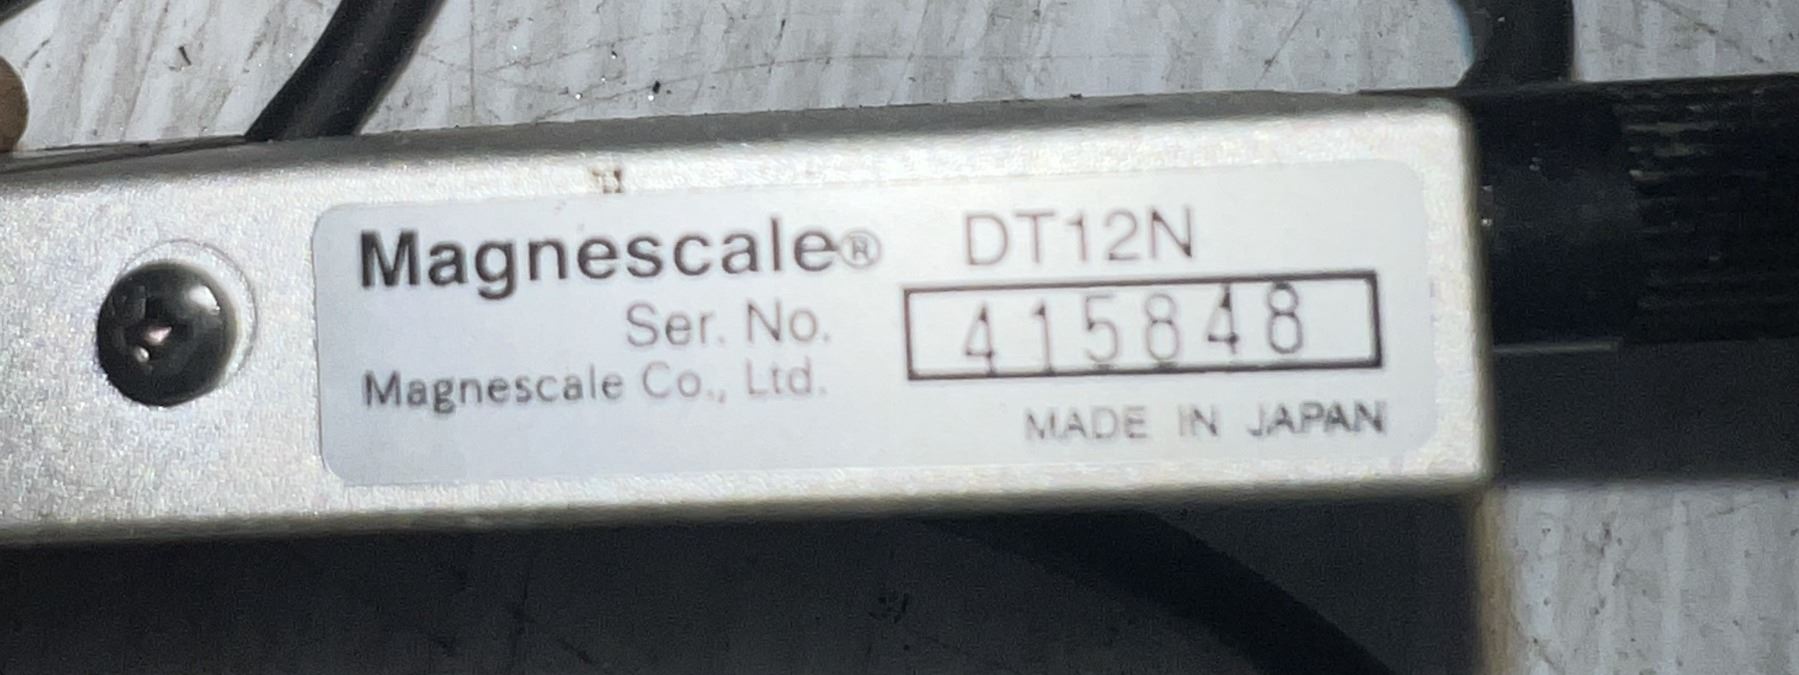 Magnescale® DT12N
Ser. No. 415848
Magnescale Co., Ltd.
MADE IN JAPAN